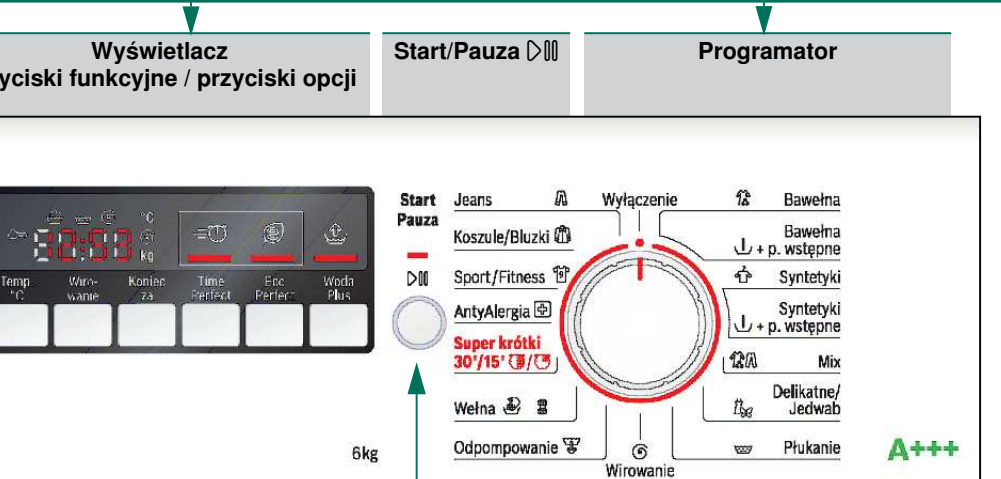 Wyświetlacz
yciski funkcyjne / przyciski opcji
Start/Pauza
Programator
°C
kg
Temp °C
Wiro-wanie
Koniec za
Time Perfect
Eco Perfect
Woda Plus
Start
Pauza
Jeans
Koszule/Bluzki
Sport/Fitness
AntyAlergia
Super krótki
30'/15'
Wełna
Odpompowanie
6kg
Wyłączenie
Wirowanie
Bawełna
Bawełna
+ p. wstępne
Syntetyki
Syntetyki
+ p. wstępne
Mix
Delikatne/
Jedwab
Płukanie
A+++